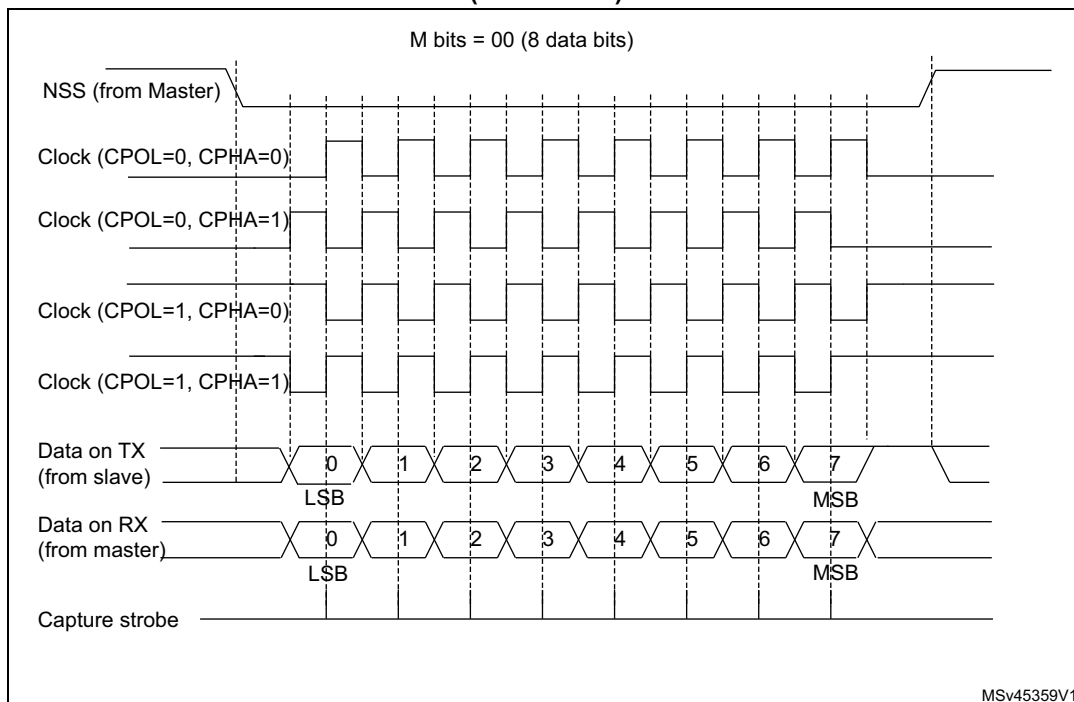 M bits = 00 (8 data bits)
NSS (from Master)
Clock (CPOL=0, CPHA=0)
Clock (CPOL=0, CPHA=1)
Clock (CPOL=1, CPHA=0)
Clock (CPOL=1, CPHA=1)
Data on TX
(from slave)
0 1 2 3 4 5 6 7
LSB MSB
Data on RX
(from master)
0 1 2 3 4 5 6 7
LSB MSB
Capture strobe
MSv45359V1